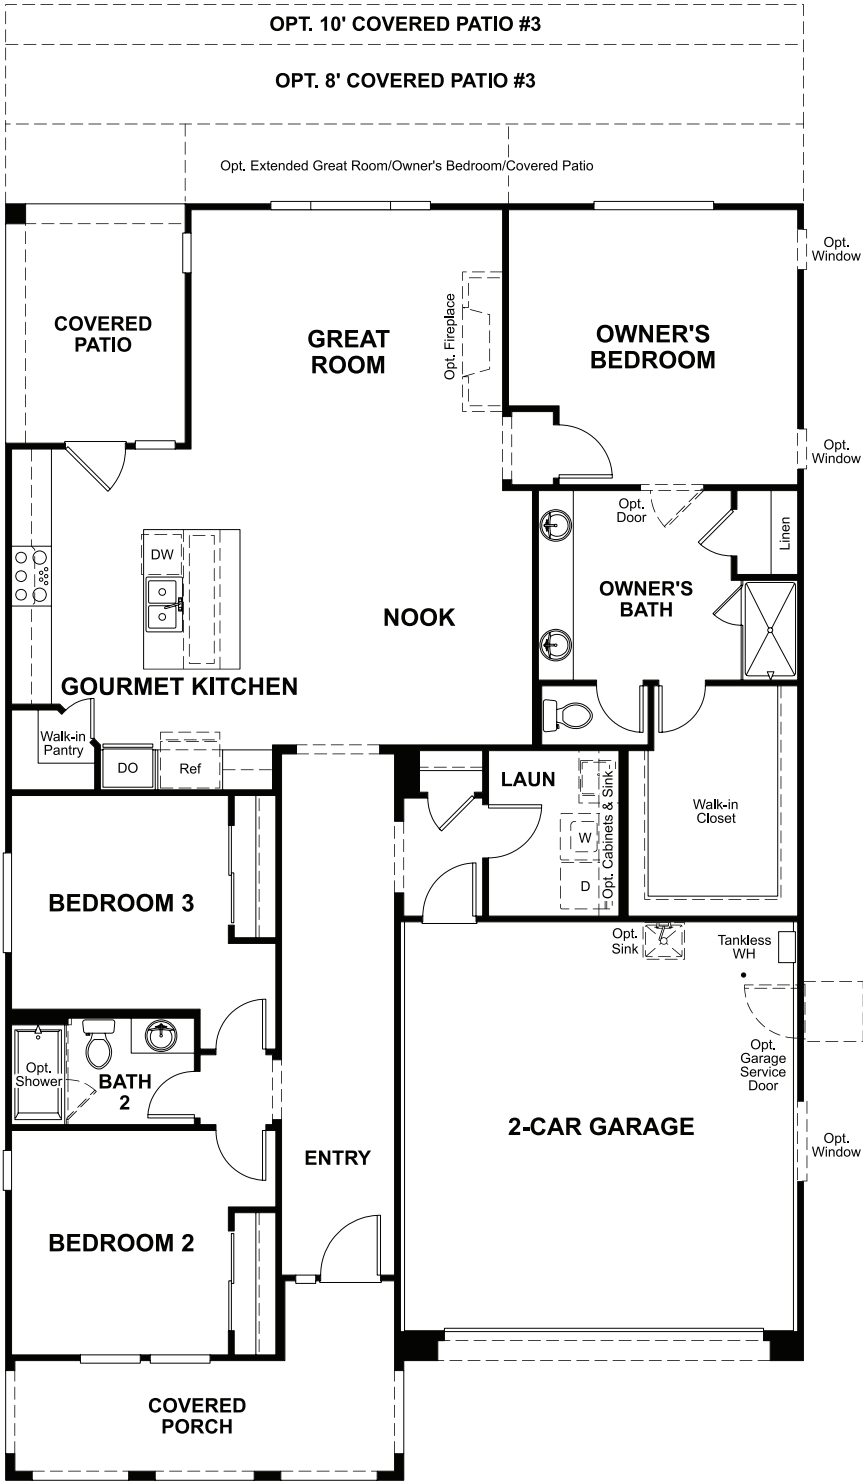 OPT. 10' COVERED PATIO #3
OPT. 8' COVERED PATIO #3
Opt. Extended Great Room/Owner's Bedroom/Covered Patio
Opt.
Window
COVERED
PATIO
GREAT
ROOM
Opt. Fireplace
OWNER'S
BEDROOM
Opt.
Window
Opt.
Door
Linen
DW
OWNER'S
BATH
NOOK
GOURMET KITCHEN
Walk-in
Pantry
DO
Ref
LAUN
Opt. Cabinets & Sink
W
D
Walk-in
Closet
BEDROOM 3
Opt.
Sink
Tankless
WH
Opt.
Garage
Service
Door
Opt.
Shower
BATH
2
2-CAR GARAGE
Opt.
Window
ENTRY
BEDROOM 2
COVERED
PORCH